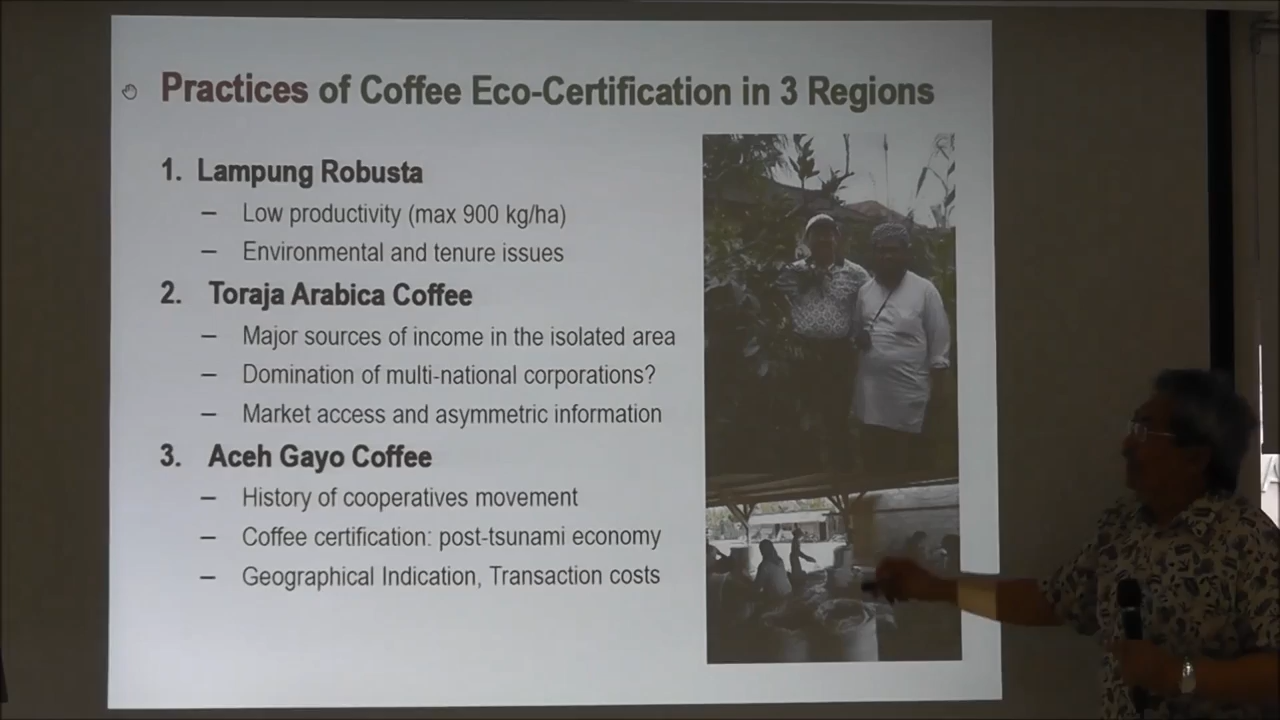 Practices of Coffee Eco-Certification in 3 Regions
1. Lampung Robusta
– Low productivity (max 900 kg/ha)
– Environmental and tenure issues
2. Toraja Arabica Coffee
– Major sources of income in the isolated area
– Domination of multi-national corporations?
– Market access and asymmetric information
3. Aceh Gayo Coffee
– History of cooperatives movement
– Coffee certification: post-tsunami economy
– Geographical Indication, Transaction costs